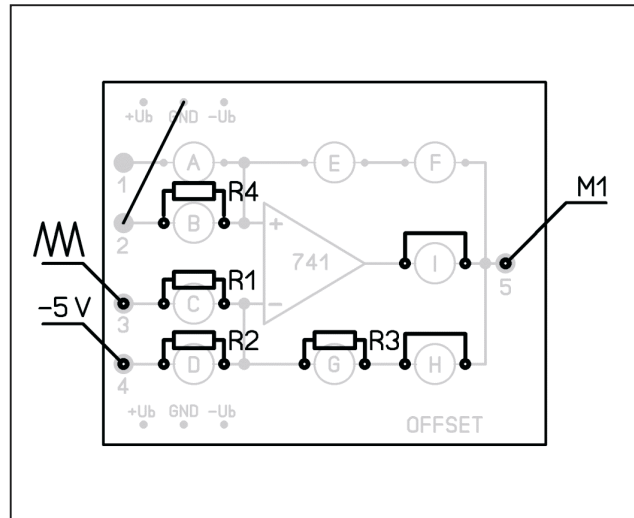 +Ub GND -Ub
A E F
1
R4 M1
B +
2
741 I
5
R1
C -
3
-5 V
R2 R3
D G H
4
+Ub GND -Ub
OFFSET